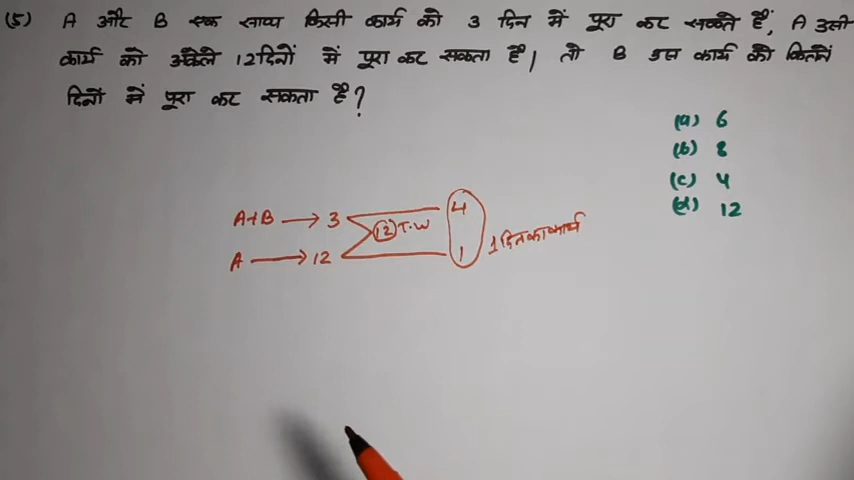 (5) A और B एक साथ किसी कार्य को 3 दिन में पूरा कर सकते हैं, A उसी
कार्य को अकेले 12 दिनों में पूरा कर सकता है, तो B उस कार्य को कितने
दिनों में पूरा कर सकता है?
(a) 6
(b) 8
(c) 4
(d) 12
A+B → 3 4
12 T.W
A → 12 1
1 दिन का कार्य